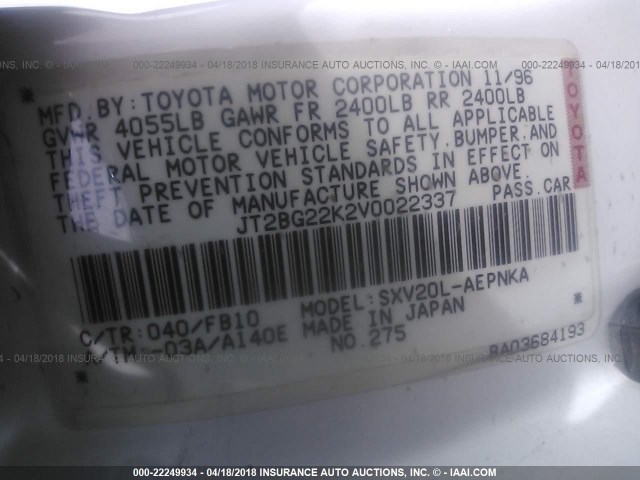 000-22249934 - 04/18/2018 INSURANCE AUTO AUCTIONS, INC. - © - IAAI.COM
MFD. BY: TOYOTA MOTOR CORPORATION 11/96
GVWR 4055LB GAWR FR 2400LB RR 2400LB
THIS VEHICLE CONFORMS TO ALL APPLICABLE
FEDERAL MOTOR VEHICLE SAFETY, BUMPER, AND
THEFT PREVENTION STANDARDS IN EFFECT ON
THE DATE OF MANUFACTURE SHOWN ABOVE.
JT2BG22K2V0022337 PASS. CAR
TOYOTA
C/TR: 040/FB10 MODEL: SXV20L-AEPNKA
-03A/A140E MADE IN JAPAN
NO. 275
BA03684193
000-22249934 - 04/18/2018 INSURANCE AUTO AUCTIONS, INC. - © - IAAI.COM